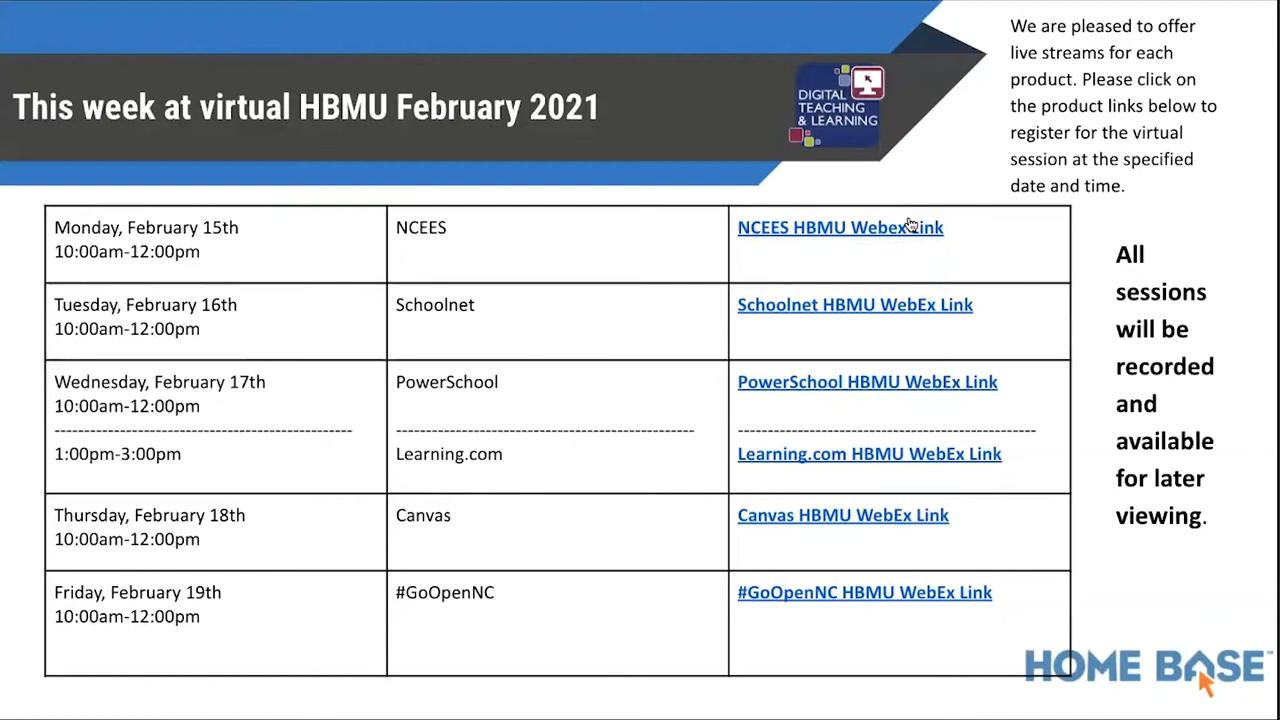 We are pleased to offer
live streams for each
product. Please click on
the product links below to
register for the virtual
session at the specified
date and time.
This week at virtual HBMU February 2021
DIGITAL
TEACHING
& LEARNING
Monday, February 15th
10:00am-12:00pm
NCEES
NCEES HBMU Webex Link
Tuesday, February 16th
10:00am-12:00pm
Schoolnet
Schoolnet HBMU WebEx Link
Wednesday, February 17th
10:00am-12:00pm
PowerSchool
PowerSchool HBMU WebEx Link
1:00pm-3:00pm
Learning.com
Learning.com HBMU WebEx Link
Thursday, February 18th
10:00am-12:00pm
Canvas
Canvas HBMU WebEx Link
Friday, February 19th
10:00am-12:00pm
#GoOpenNC
#GoOpenNC HBMU WebEx Link
All
sessions
will be
recorded
and
available
for later
viewing.
HOME BASE™